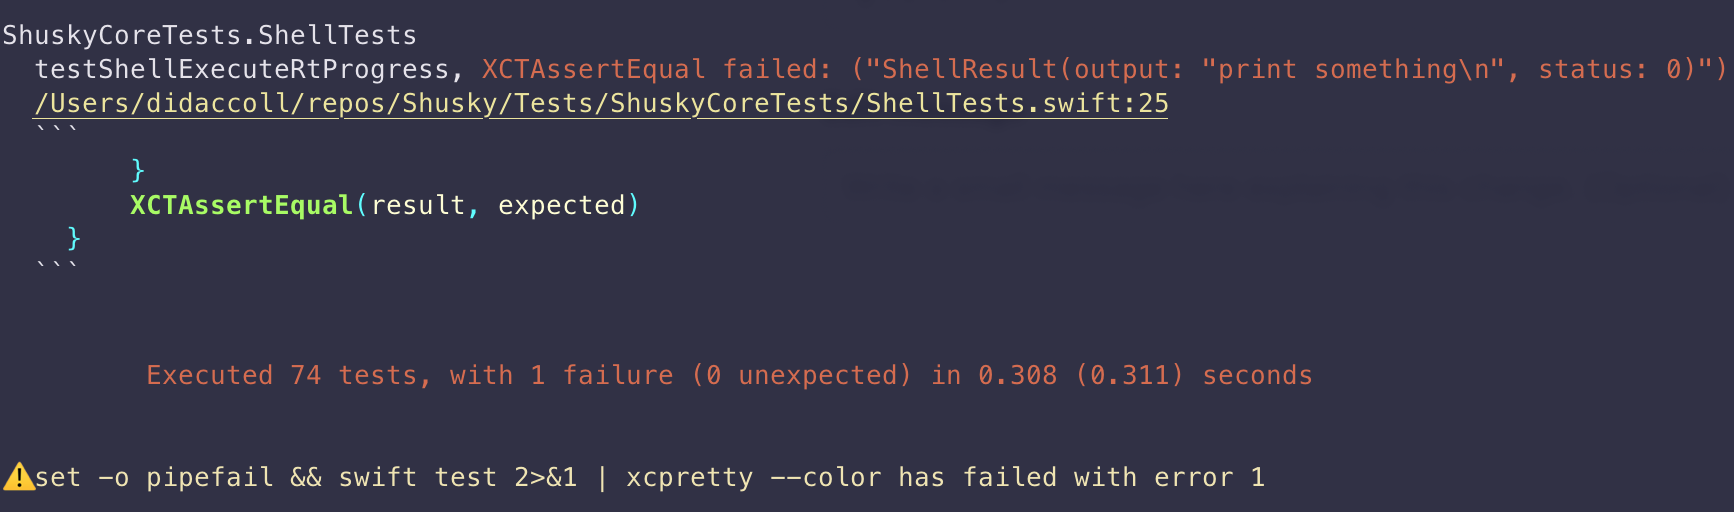 ShuskyCoreTests.ShellTests
testShellExecuteRtProgress, XCTAssertEqual failed: ("ShellResult(output: "print something\n", status: 0)")
/Users/didaccoll/repos/Shusky/Tests/ShuskyCoreTests/ShellTests.swift:25
```
}
XCTAssertEqual(result, expected)
}
```
Executed 74 tests, with 1 failure (0 unexpected) in 0.308 (0.311) seconds
⚠️set -o pipefail && swift test 2>&1 | xcpretty --color has failed with error 1